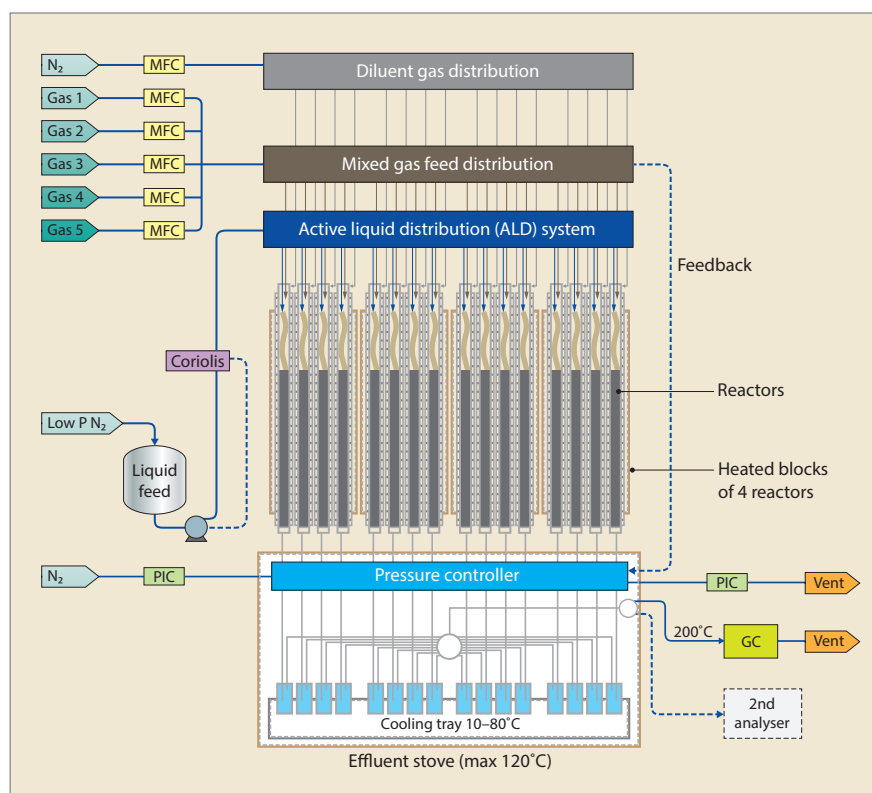 N₂
MFC
Diluent gas distribution
Gas 1
MFC
Gas 2
MFC
Gas 3
MFC
Mixed gas feed distribution
Gas 4
MFC
Gas 5
MFC
Active liquid distribution (ALD) system
Feedback
Coriolis
Reactors
Low P N₂
Liquid
feed
Heated blocks
of 4 reactors
N₂
PIC
Pressure controller
PIC
Vent
200˚C
GC
Vent
2nd
analyser
Cooling tray 10–80˚C
Effluent stove (max 120˚C)